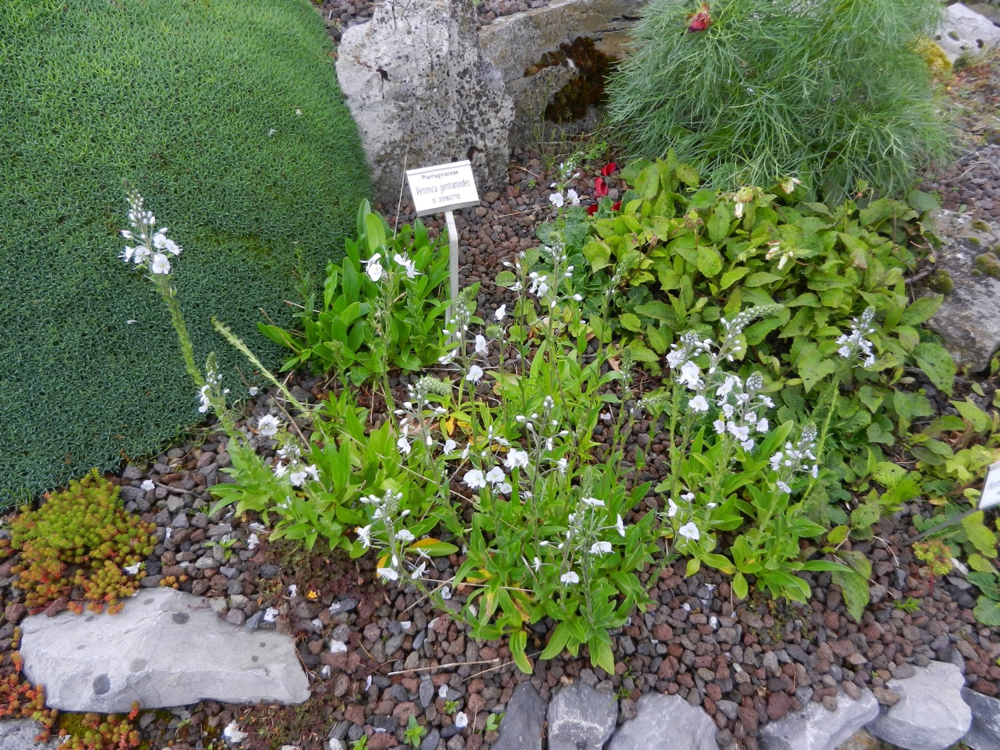 Plantaginaceae
Veronica gentianoides
G 20180770